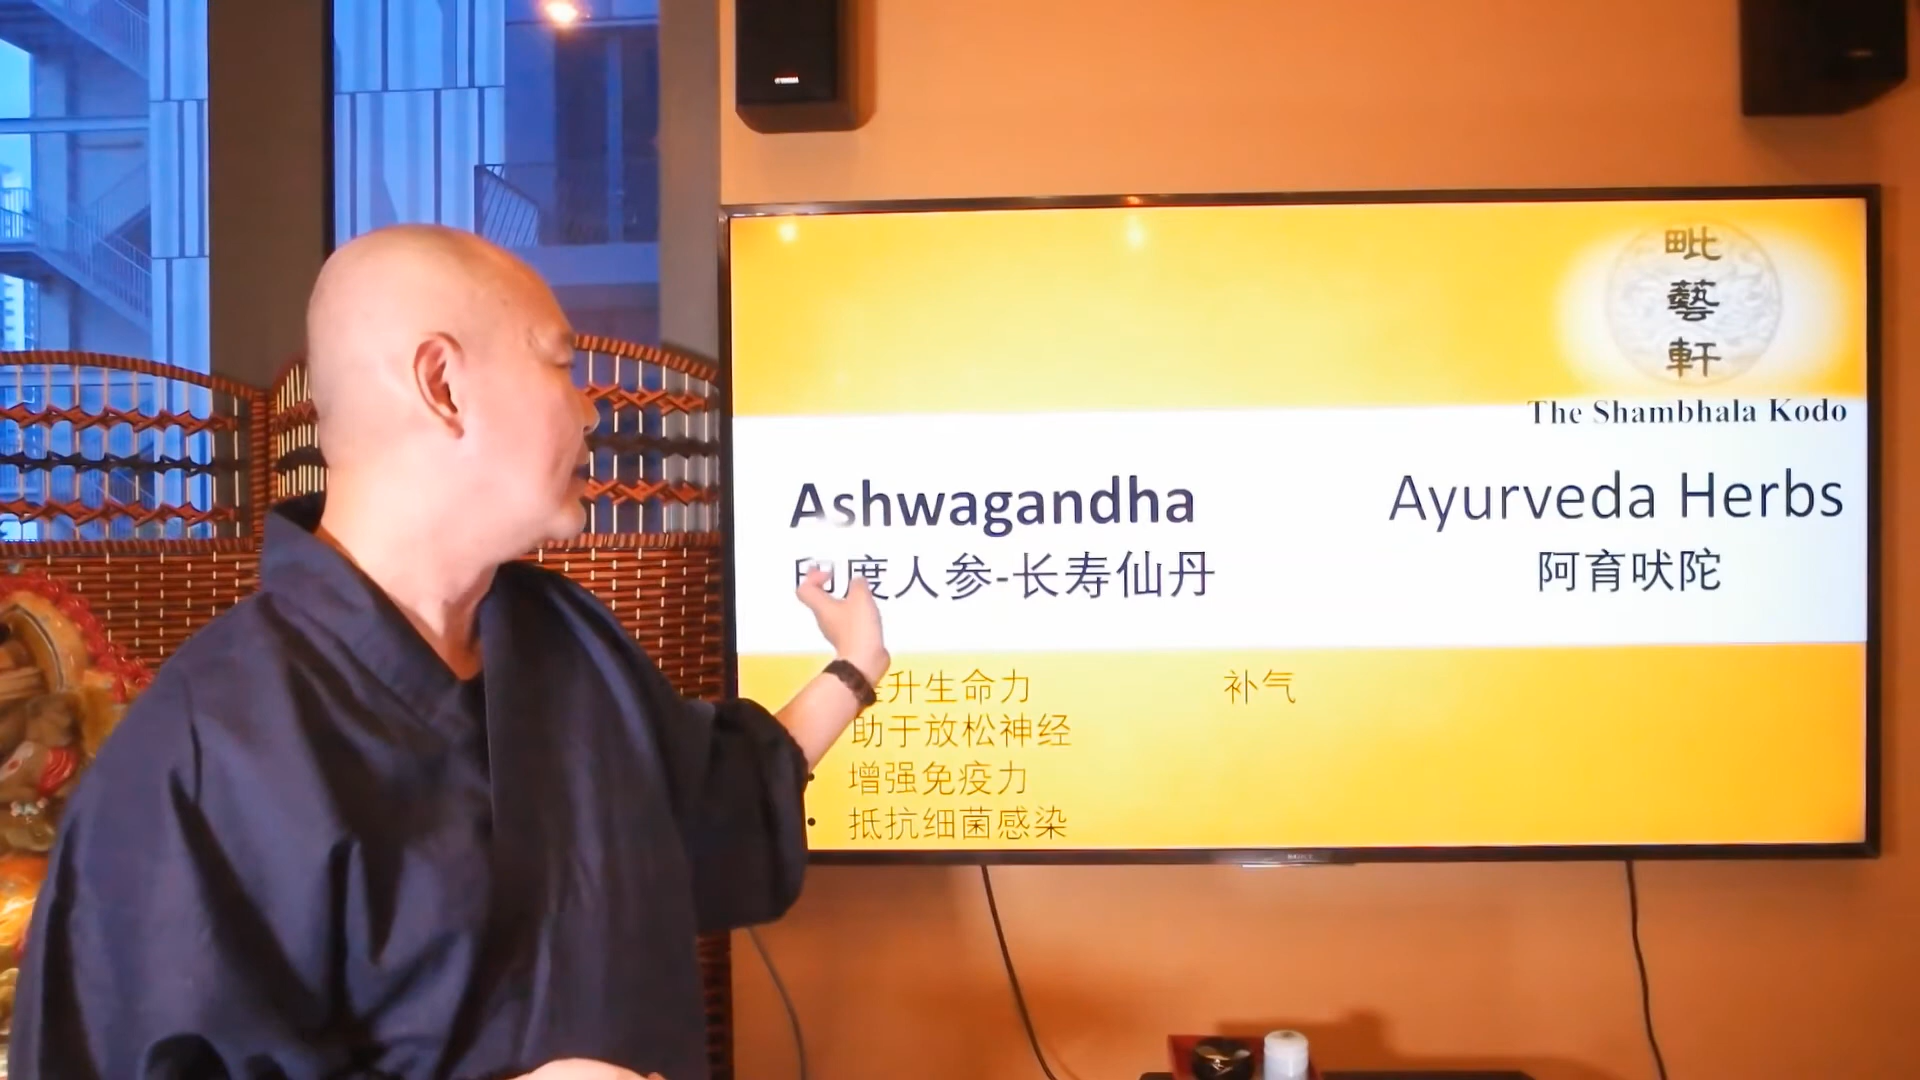 毗
藝
軒
The Shambhala Kodo
Ashwagandha
Ayurveda Herbs
印度人参-长寿仙丹
阿育吠陀
升生命力
补气
助于放松神经
• 增强免疫力
• 抵抗细菌感染